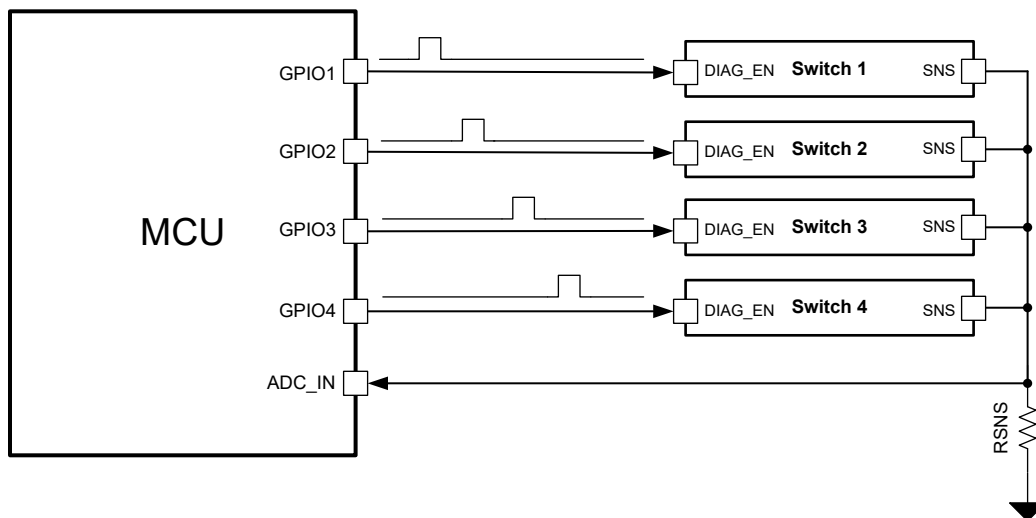 GPIO1
DIAG_EN Switch 1 SNS
GPIO2
DIAG_EN Switch 2 SNS
MCU
GPIO3
DIAG_EN Switch 3 SNS
GPIO4
DIAG_EN Switch 4 SNS
ADC_IN
RSNS